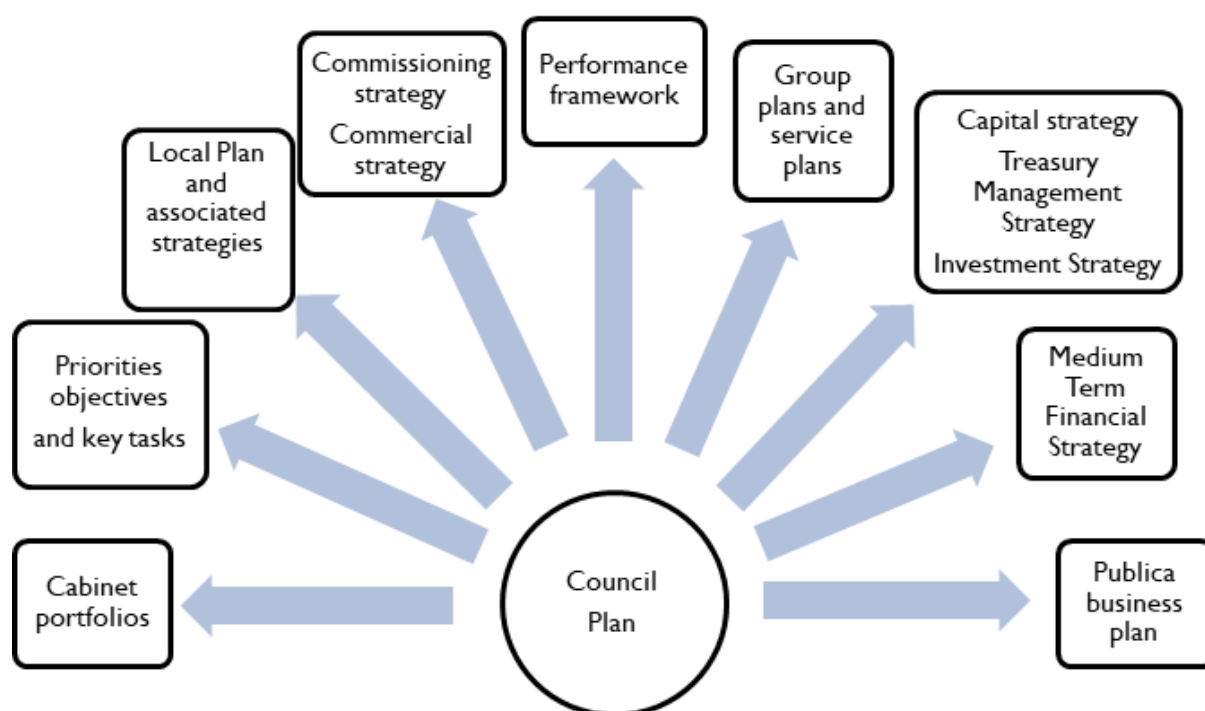 Commissioning
strategy
Commercial
strategy
Performance
framework
Group
plans and
service
plans
Capital strategy
Treasury
Management
Strategy
Investment Strategy
Local Plan
and
associated
strategies
Priorities
objectives
and key tasks
Medium
Term
Financial
Strategy
Cabinet
portfolios
Council
Plan
Publica
business
plan